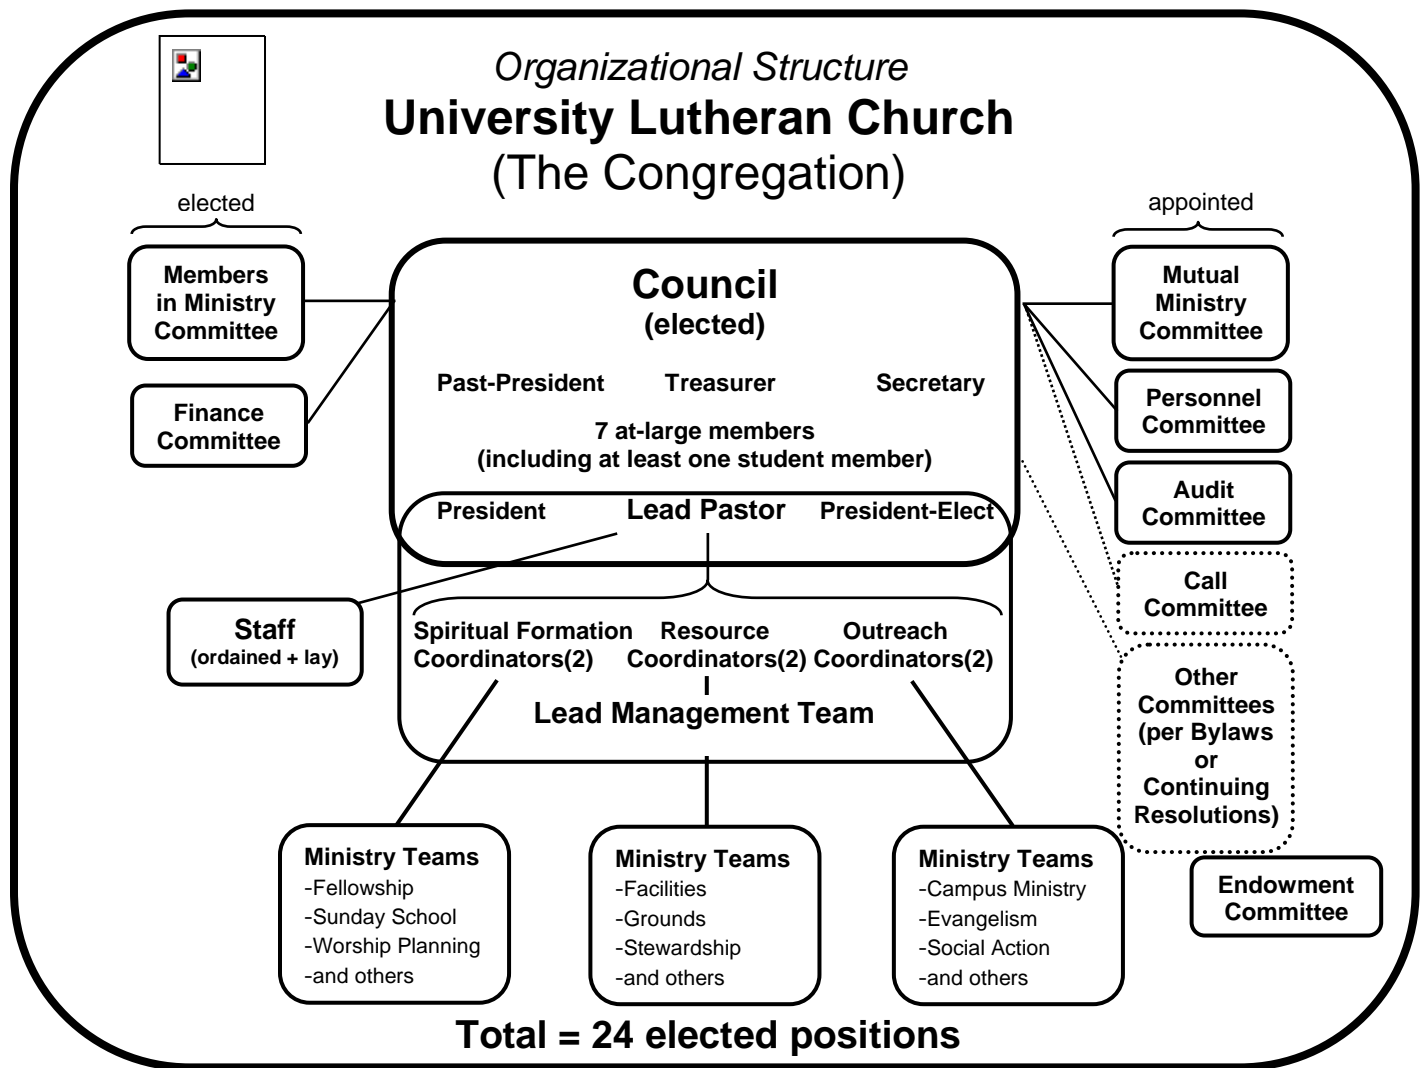 Organizational Structure
University Lutheran Church
(The Congregation)
elected
appointed
Members
in Ministry
Committee
Finance
Committee
Council
(elected)
Past-President Treasurer Secretary
7 at-large members
(including at least one student member)
President Lead Pastor President-Elect
Mutual
Ministry
Committee
Personnel
Committee
Audit
Committee
Call
Committee
Other
Committees
(per Bylaws
or
Continuing
Resolutions)
Endowment
Committee
Staff
(ordained + lay)
Spiritual Formation Resource Outreach
Coordinators(2) Coordinators(2) Coordinators(2)
Lead Management Team
Ministry Teams
-Fellowship
-Sunday School
-Worship Planning
-and others
Ministry Teams
-Facilities
-Grounds
-Stewardship
-and others
Ministry Teams
-Campus Ministry
-Evangelism
-Social Action
-and others
Total = 24 elected positions